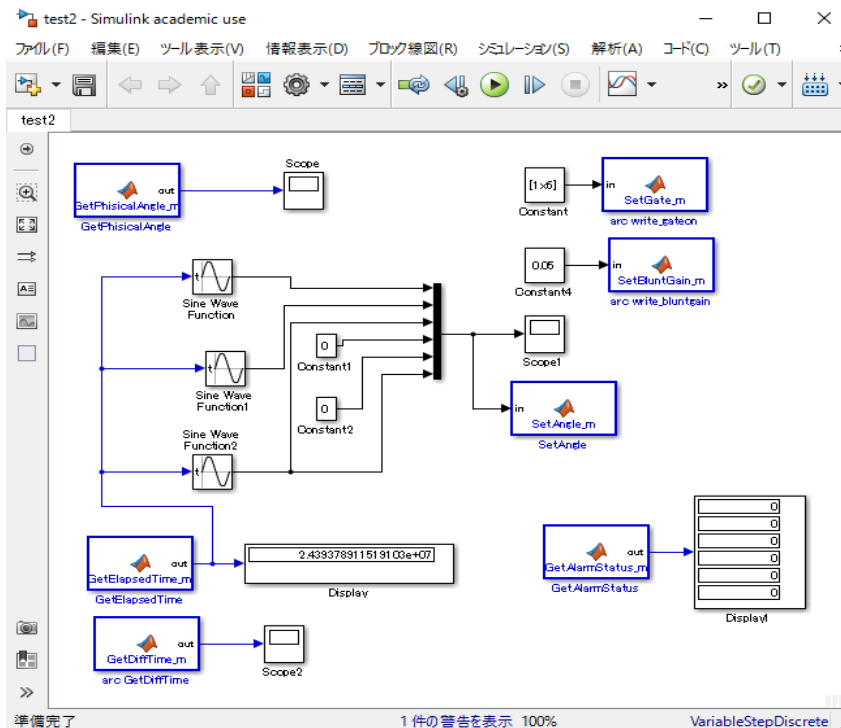 test2 - Simulink academic use
ファイル(F) 編集(E) ツール表示(V) 情報表示(D) ブロック線図(R) シミュレーション(S) 解析(A) コード(C) ツール(T)
test2
out
GetPhisicalAngle_m
GetPhisicalAngle
Scope
[1x6]
Constant
in
SetGate_m
arc write_gateon
0.05
Constant4
in
SetBluntGain_m
arc write_bluntgain
t
Sine Wave
Function
t
Sine Wave
Function1
Sine Wave
Function2
t
0
Constant1
0
Constant2
Scope1
in
SetAngle_m
SetAngle
out
GetElapsedTime_m
GetElapsedTime
2.439378911519103e+07
Display
out
GetAlarmStatus_m
GetAlarmStatus
0
0
0
0
0
0
Display1
out
GetDiffTime_m
arc GetDiffTime
Scope2
準備完了 1 件の警告を表示 100% VariableStepDiscrete